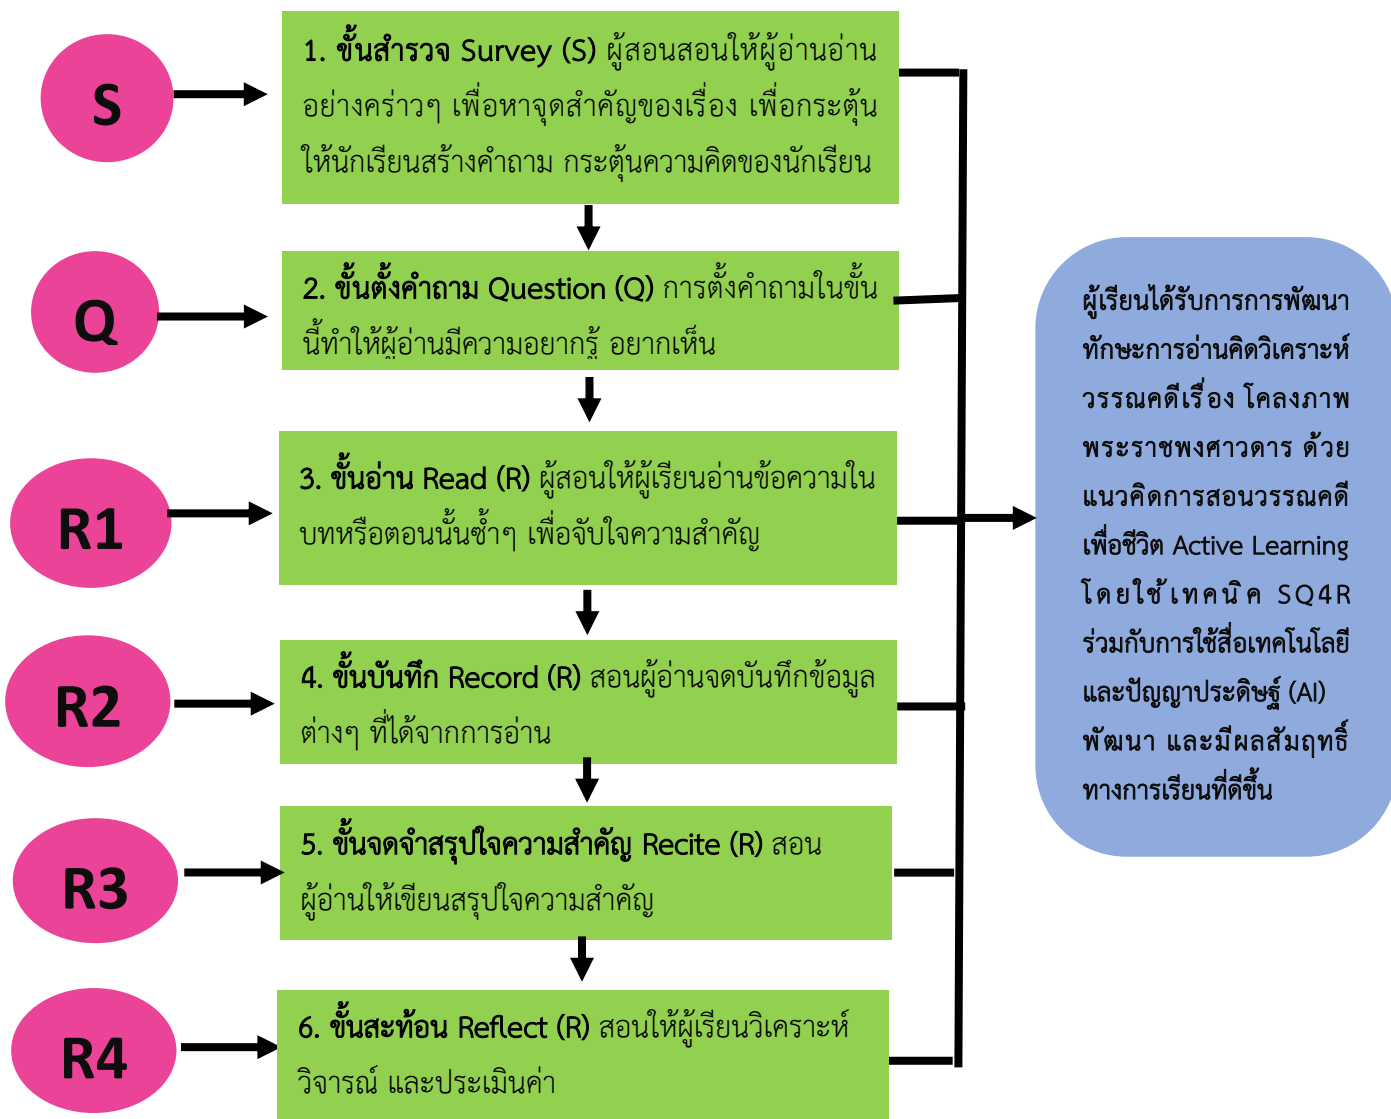 S
1. ขั้นสำรวจ Survey (S) ผู้สอนสอนให้ผู้อ่านอ่าน
อย่างคร่าวๆ เพื่อหาจุดสำคัญของเรื่อง เพื่อกระตุ้น
ให้นักเรียนสร้างคำถาม กระตุ้นความคิดของนักเรียน
Q
2. ขั้นตั้งคำถาม Question (Q) การตั้งคำถามในขั้น
นี้ทำให้ผู้อ่านมีความอยากรู้ อยากเห็น
R1
3. ขั้นอ่าน Read (R) ผู้สอนให้ผู้เรียนอ่านข้อความใน
บทหรือตอนนั้นซ้ำๆ เพื่อจับใจความสำคัญ
R2
4. ขั้นบันทึก Record (R) สอนผู้อ่านจดบันทึกข้อมูล
ต่างๆ ที่ได้จากการอ่าน
R3
5. ขั้นจดจำสรุปใจความสำคัญ Recite (R) สอน
ผู้อ่านให้เขียนสรุปใจความสำคัญ
R4
6. ขั้นสะท้อน Reflect (R) สอนให้ผู้เรียนวิเคราะห์
วิจารณ์ และประเมินค่า
ผู้เรียนได้รับการการพัฒนา
ทักษะการอ่านคิดวิเคราะห์
วรรณคดีเรื่อง โคลงภาพ
พระราชพงศาวดาร ด้วย
แนวคิดการสอนวรรณคดี
เพื่อชีวิต Active Learning
โดยใช้เทคนิค SQ4R
ร่วมกับการใช้สื่อเทคโนโลยี
และปัญญาประดิษฐ์ (AI)
พัฒนา และมีผลสัมฤทธิ์
ทางการเรียนที่ดีขึ้น